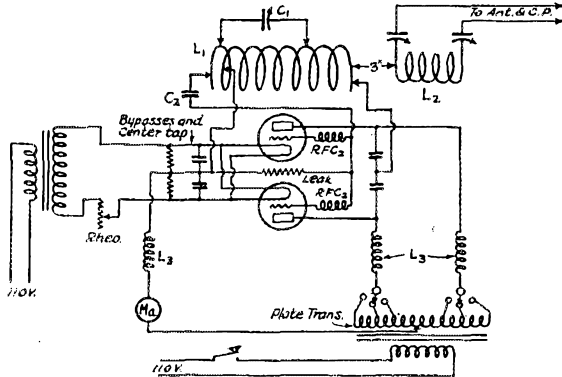 C1
To Ant. & C.P.
L1
3"
L2
C2
Bypasses and
Center tap
RFC2
Leak
RFC2
Rheo.
L3
L3
Ma
Plate Trans.
110V.
110V.